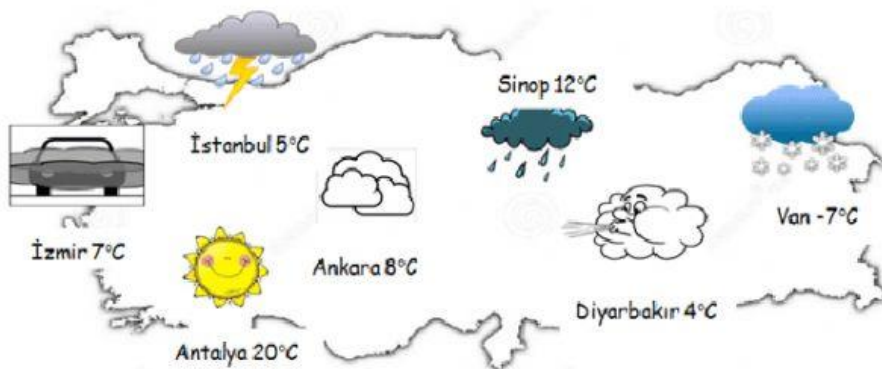 Sinop 12°C
İstanbul 5°C
Van -7°C
İzmir 7°C
Ankara 8°C
Diyarbakır 4°C
Antalya 20°C